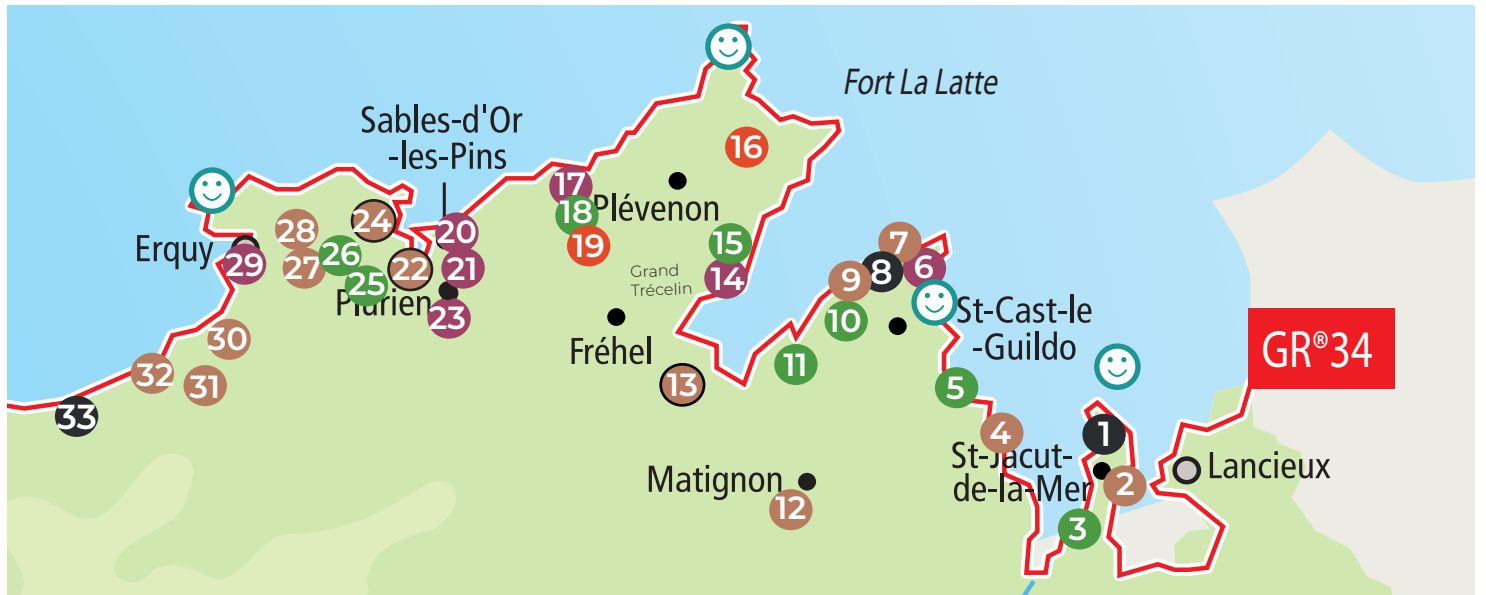 Fort La Latte
Sables-d'Or
-les-Pins
16
17
Plévenon
18
24
20
28
19
15
7
Erquy
26
29
27
22
21
Grand
Trécelin
14
9
8
6
25
Plurien
23
10
St-Cast-le
-Guildo
30
Fréhel
11
GR®34
32
31
13
5
33
4
1
St-Jacut-
de-la-Mer
Lancieux
Matignon
2
12
3